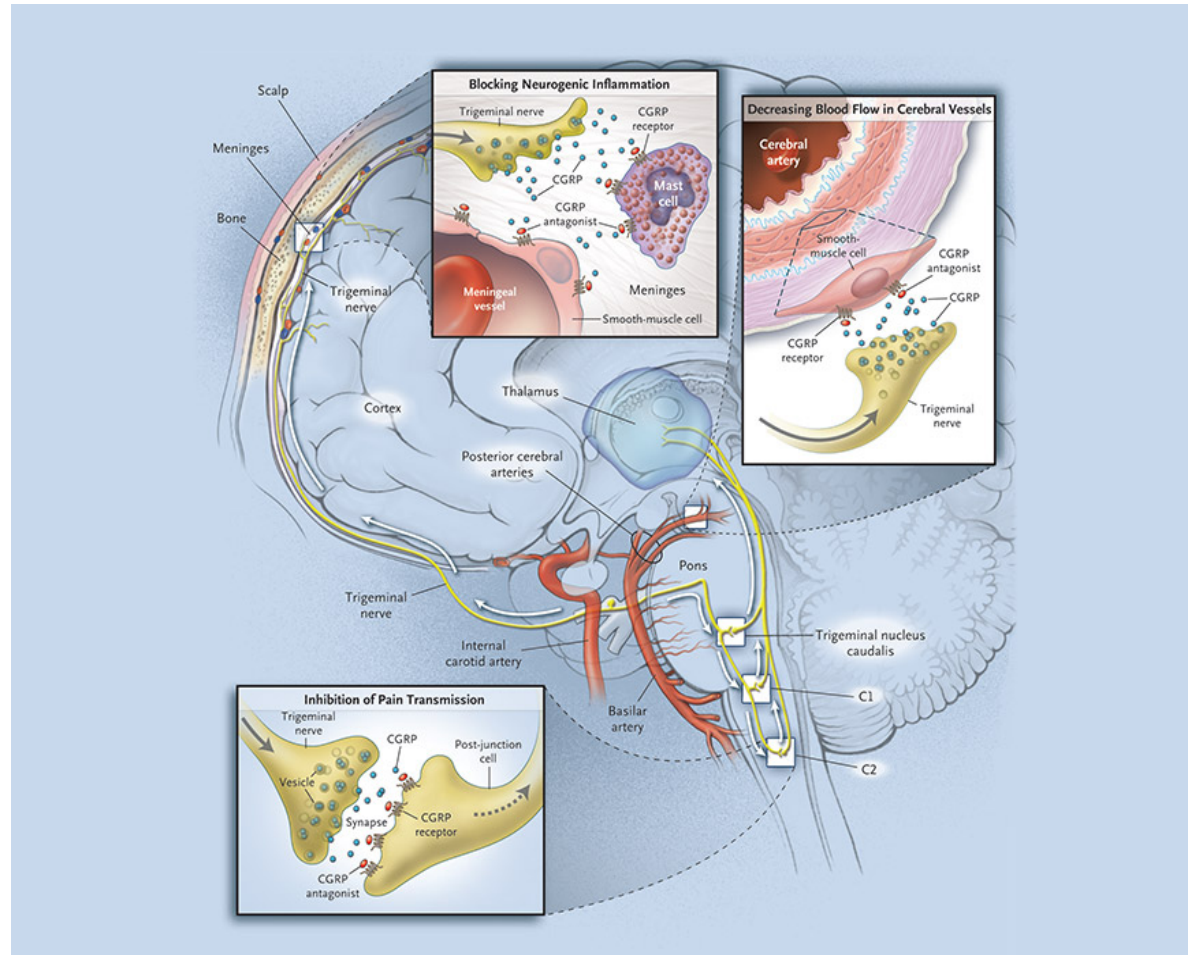 Blocking Neurogenic Inflammation
Trigeminal nerve
CGRP
receptor
CGRP
Mast
cell
CGRP
antagonist
Meningeal
vessel
Meninges
Smooth-muscle cell
Decreasing Blood Flow in Cerebral Vessels
Cerebral
artery
Smooth-
muscle cell
CGRP
antagonist
CGRP
CGRP
receptor
Trigeminal
nerve
Scalp
Meninges
Bone
Trigeminal
nerve
Cortex
Thalamus
Posterior cerebral
arteries
Pons
Trigeminal
nerve
Internal
carotid artery
Basilar
artery
Trigeminal nucleus
caudalis
C1
C2
Inhibition of Pain Transmission
Trigeminal
nerve
CGRP
Post-junction
cell
Vesicle
Synapse
CGRP
receptor
CGRP
antagonist